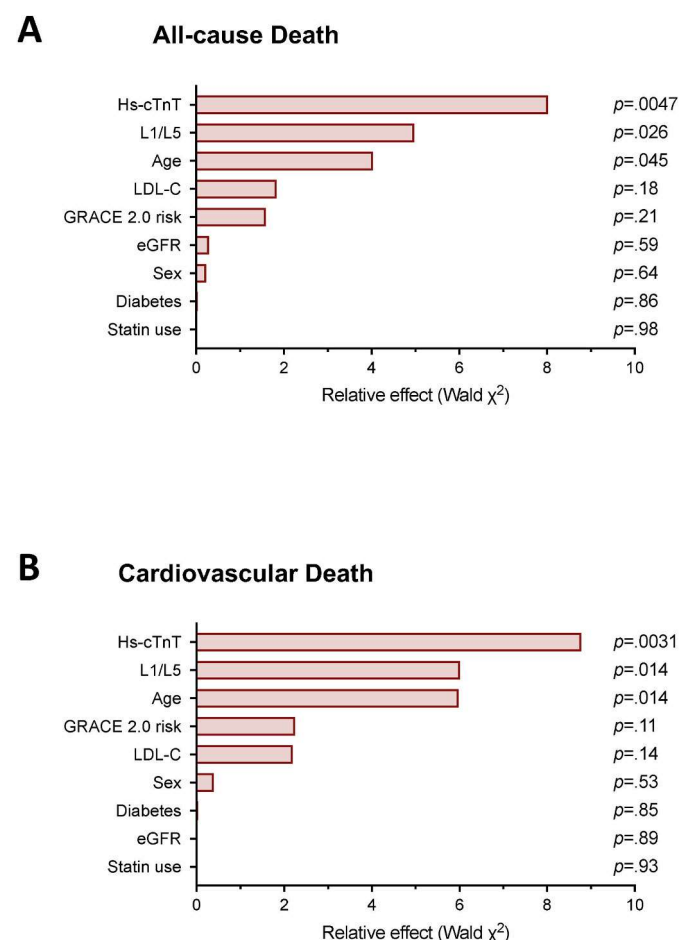 A
All-cause Death
Hs-cTnT p=.0047
L1/L5 p=.026
Age p=.045
LDL-C p=.18
GRACE 2.0 risk p=.21
eGFR p=.59
Sex p=.64
Diabetes p=.86
Statin use p=.98
0 2 4 6 8 10
Relative effect (Wald χ²)
B
Cardiovascular Death
Hs-cTnT p=.0031
L1/L5 p=.014
Age p=.014
GRACE 2.0 risk p=.11
LDL-C p=.14
Sex p=.53
Diabetes p=.85
eGFR p=.89
Statin use p=.93
0 2 4 6 8 10
Relative effect (Wald χ²)